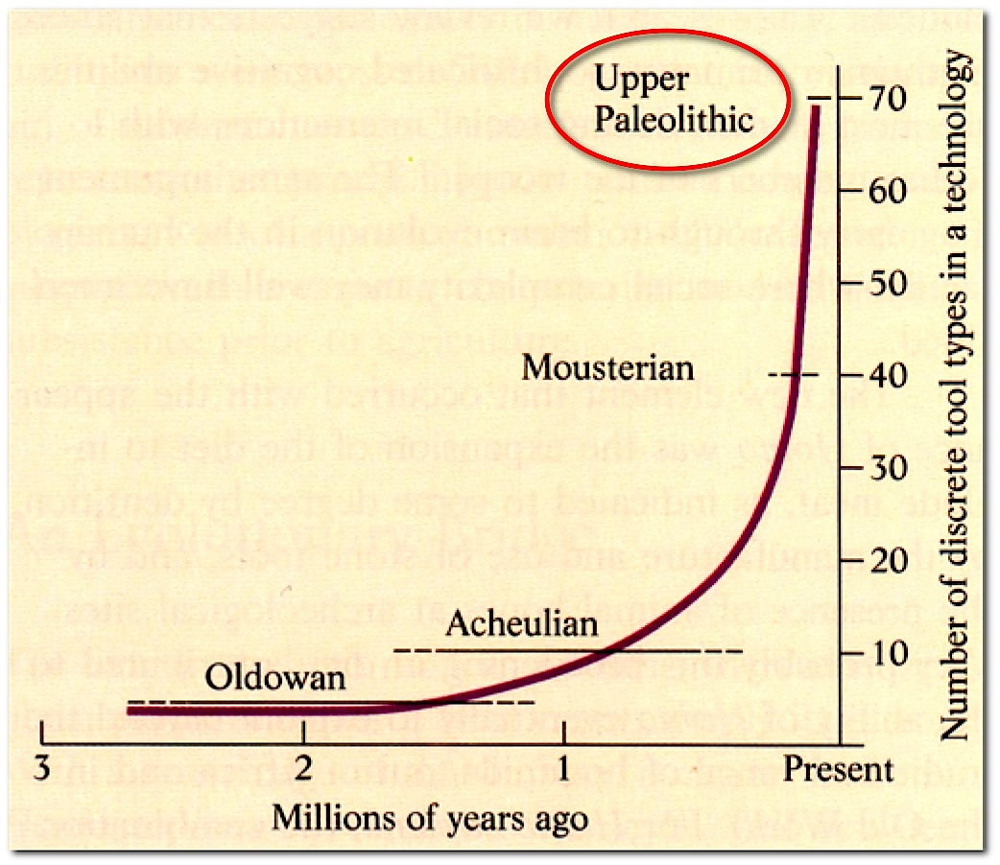 Upper
Paleolithic
70
60
50
Mousterian
40
30
20
Acheulian
10
Oldowan
3 2 1 Present
Millions of years ago
Number of discrete tool types in a technology